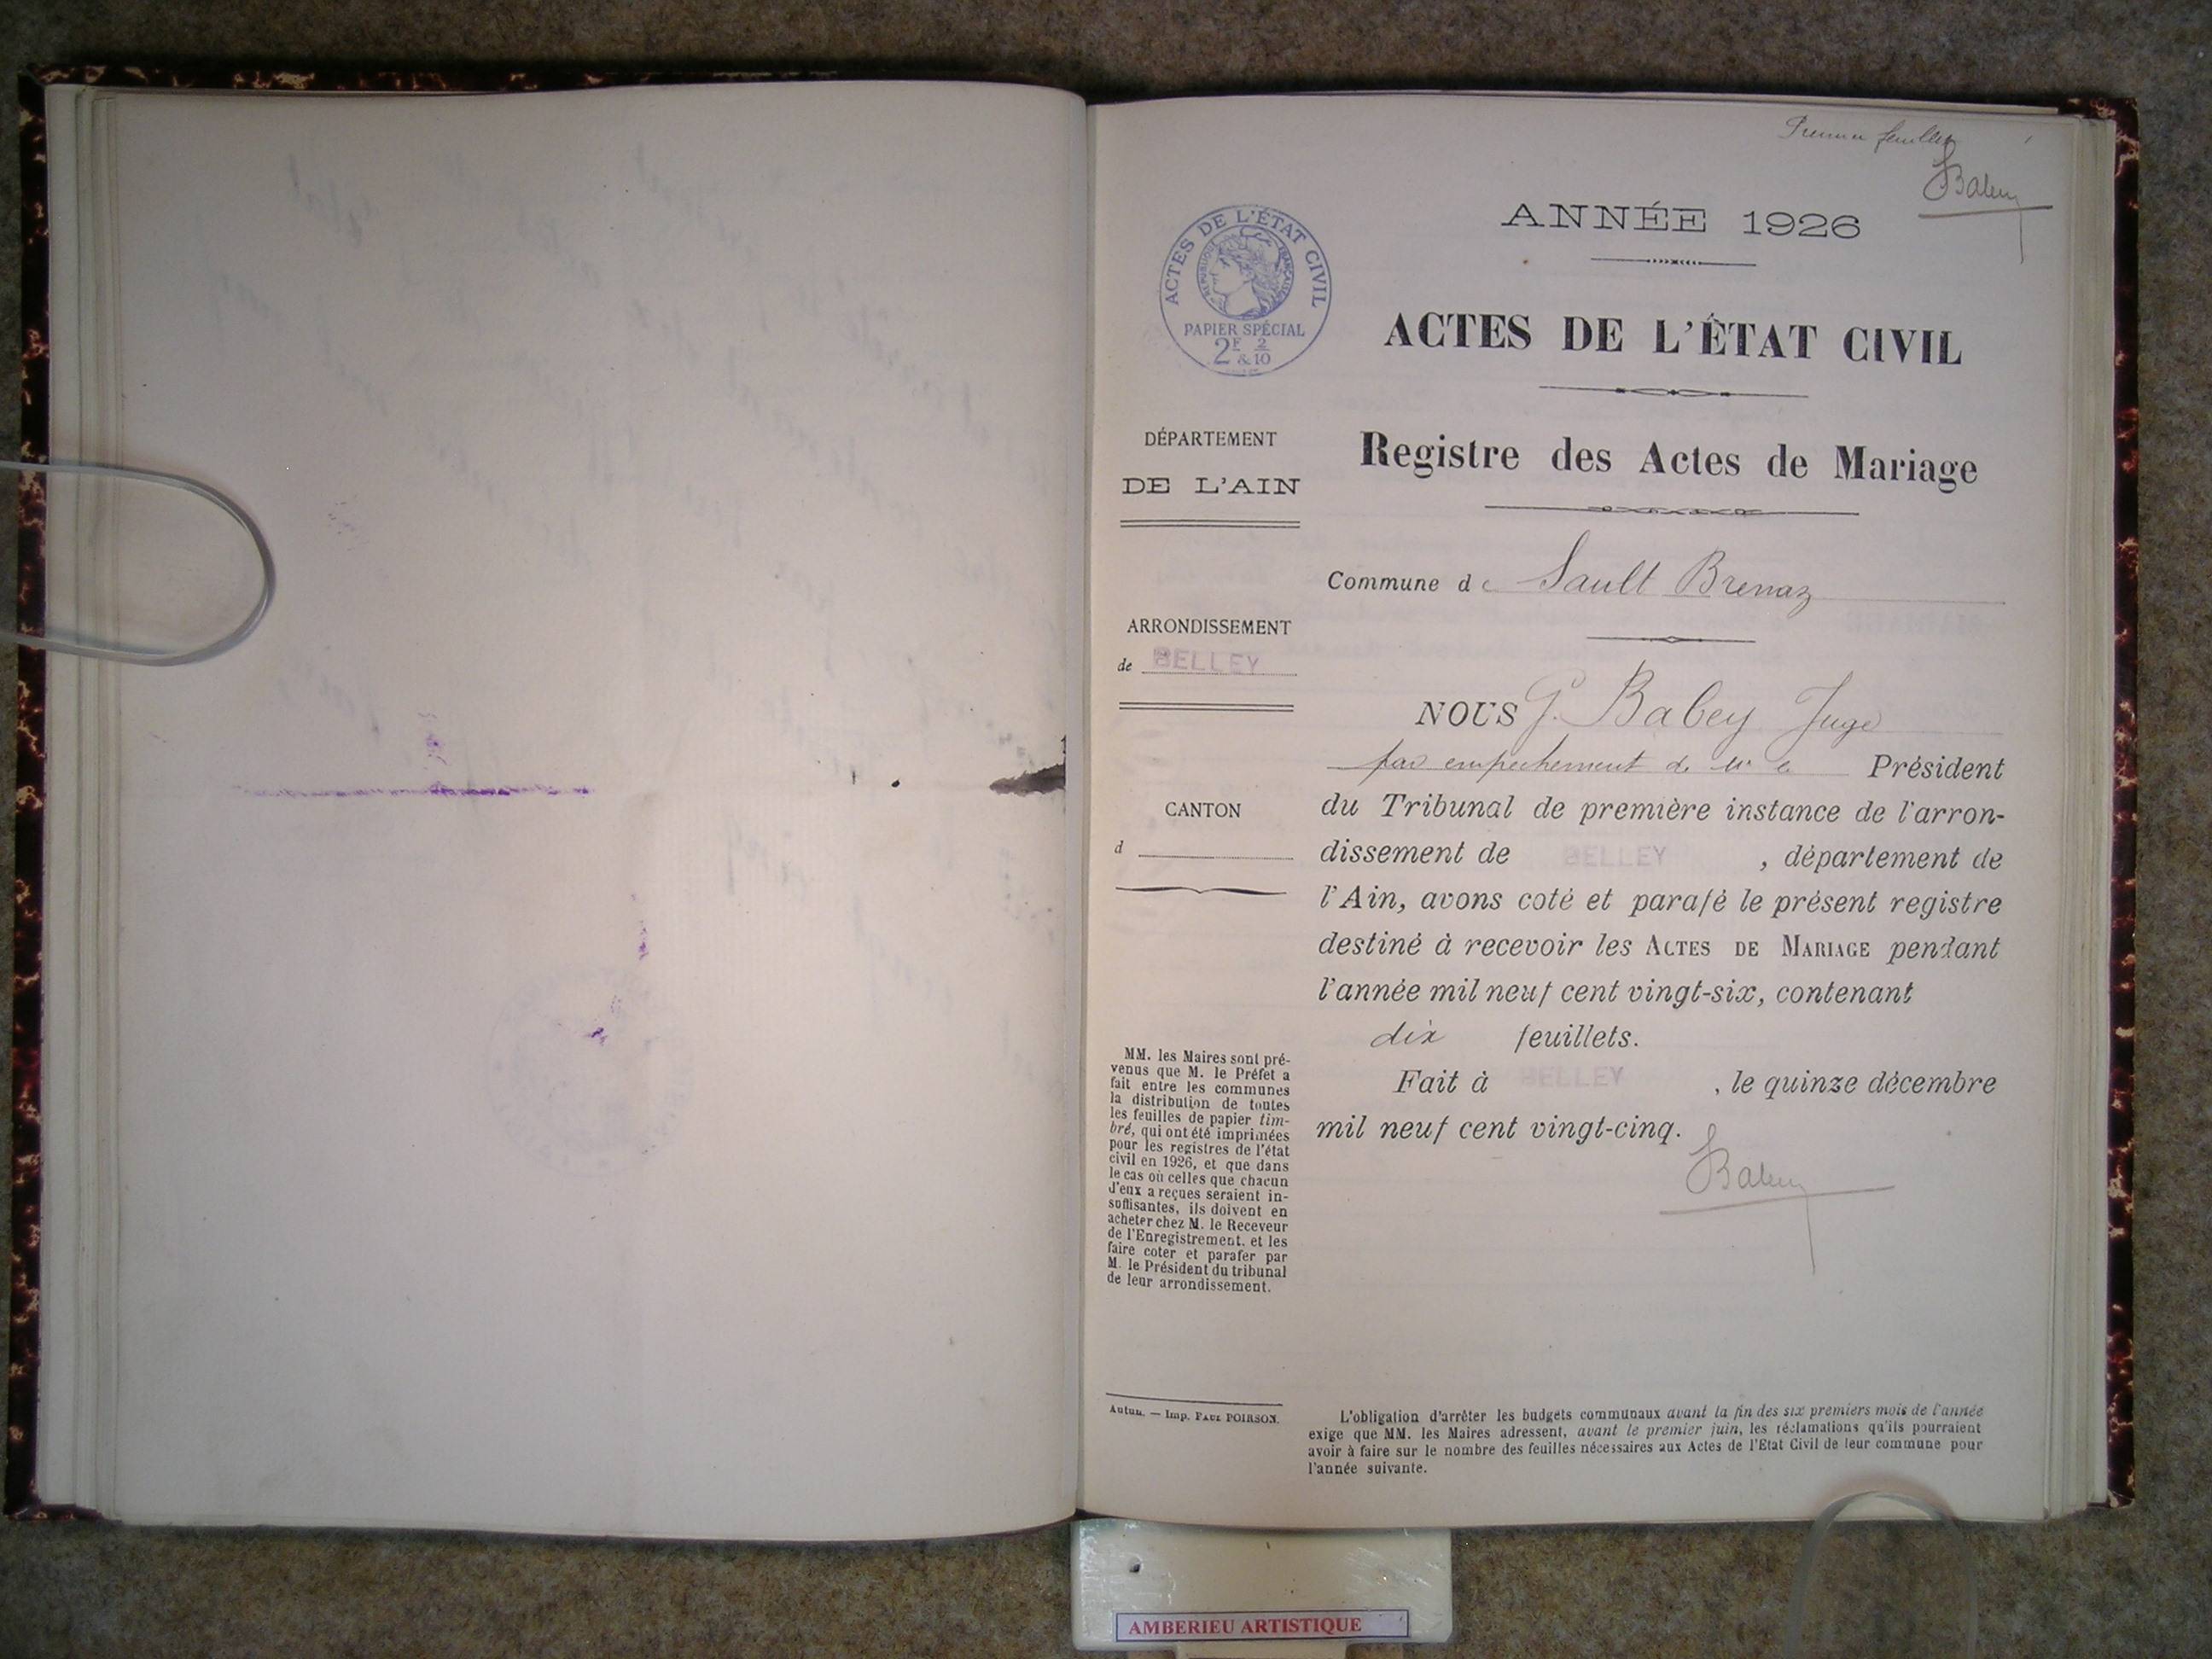 Premier feuillet
Babey
ANNÉE 1926
ACTES DE L'ÉTAT CIVIL
RÉPUBLIQUE FRANÇAISE
PAPIER SPÉCIAL
2F & 2/10
ACTES DE L'ÉTAT CIVIL
Registre des Actes de Mariage
DÉPARTEMENT
DE L'AIN
ARRONDISSEMENT
de BELLEY
CANTON
d
MM. les Maires sont pré-
venus que M. le Préfet a
fait entre les communes
la distribution de toutes
les feuilles de papier tim-
bré, qui ont été imprimées
pour les registres de l'état
civil en 1926, et que dans
le cas où celles que chacun
d'eux a reçues seraient in-
suffisantes, ils doivent en
acheter chez M. le Receveur
de l'Enregistrement, et les
faire coter et parafer par
M. le Président du tribunal
de leur arrondissement.
Autun. — Imp. PAUL POIRSON.
Commune de Sault Brenaz
NOUS G. Babey Juge
par empêchement de Mr le Président
du Tribunal de première instance de l'arron-
dissement de BELLEY, département de
l'Ain, avons coté et parafé le présent registre
destiné à recevoir les ACTES DE MARIAGE pendant
l'année mil neuf cent vingt-six, contenant
dix feuillets.
Fait à BELLEY, le quinze décembre
mil neuf cent vingt-cinq.
Babey
L'obligation d'arrêter les budgets communaux avant la fin des six premiers mois de l'année
exige que MM. les Maires adressent, avant le premier juin, les réclamations qu'ils pourraient
avoir à faire sur le nombre des feuilles nécessaires aux Actes de l'Etat Civil de leur commune pour
l'année suivante.
AMBERIEU ARTISTIQUE